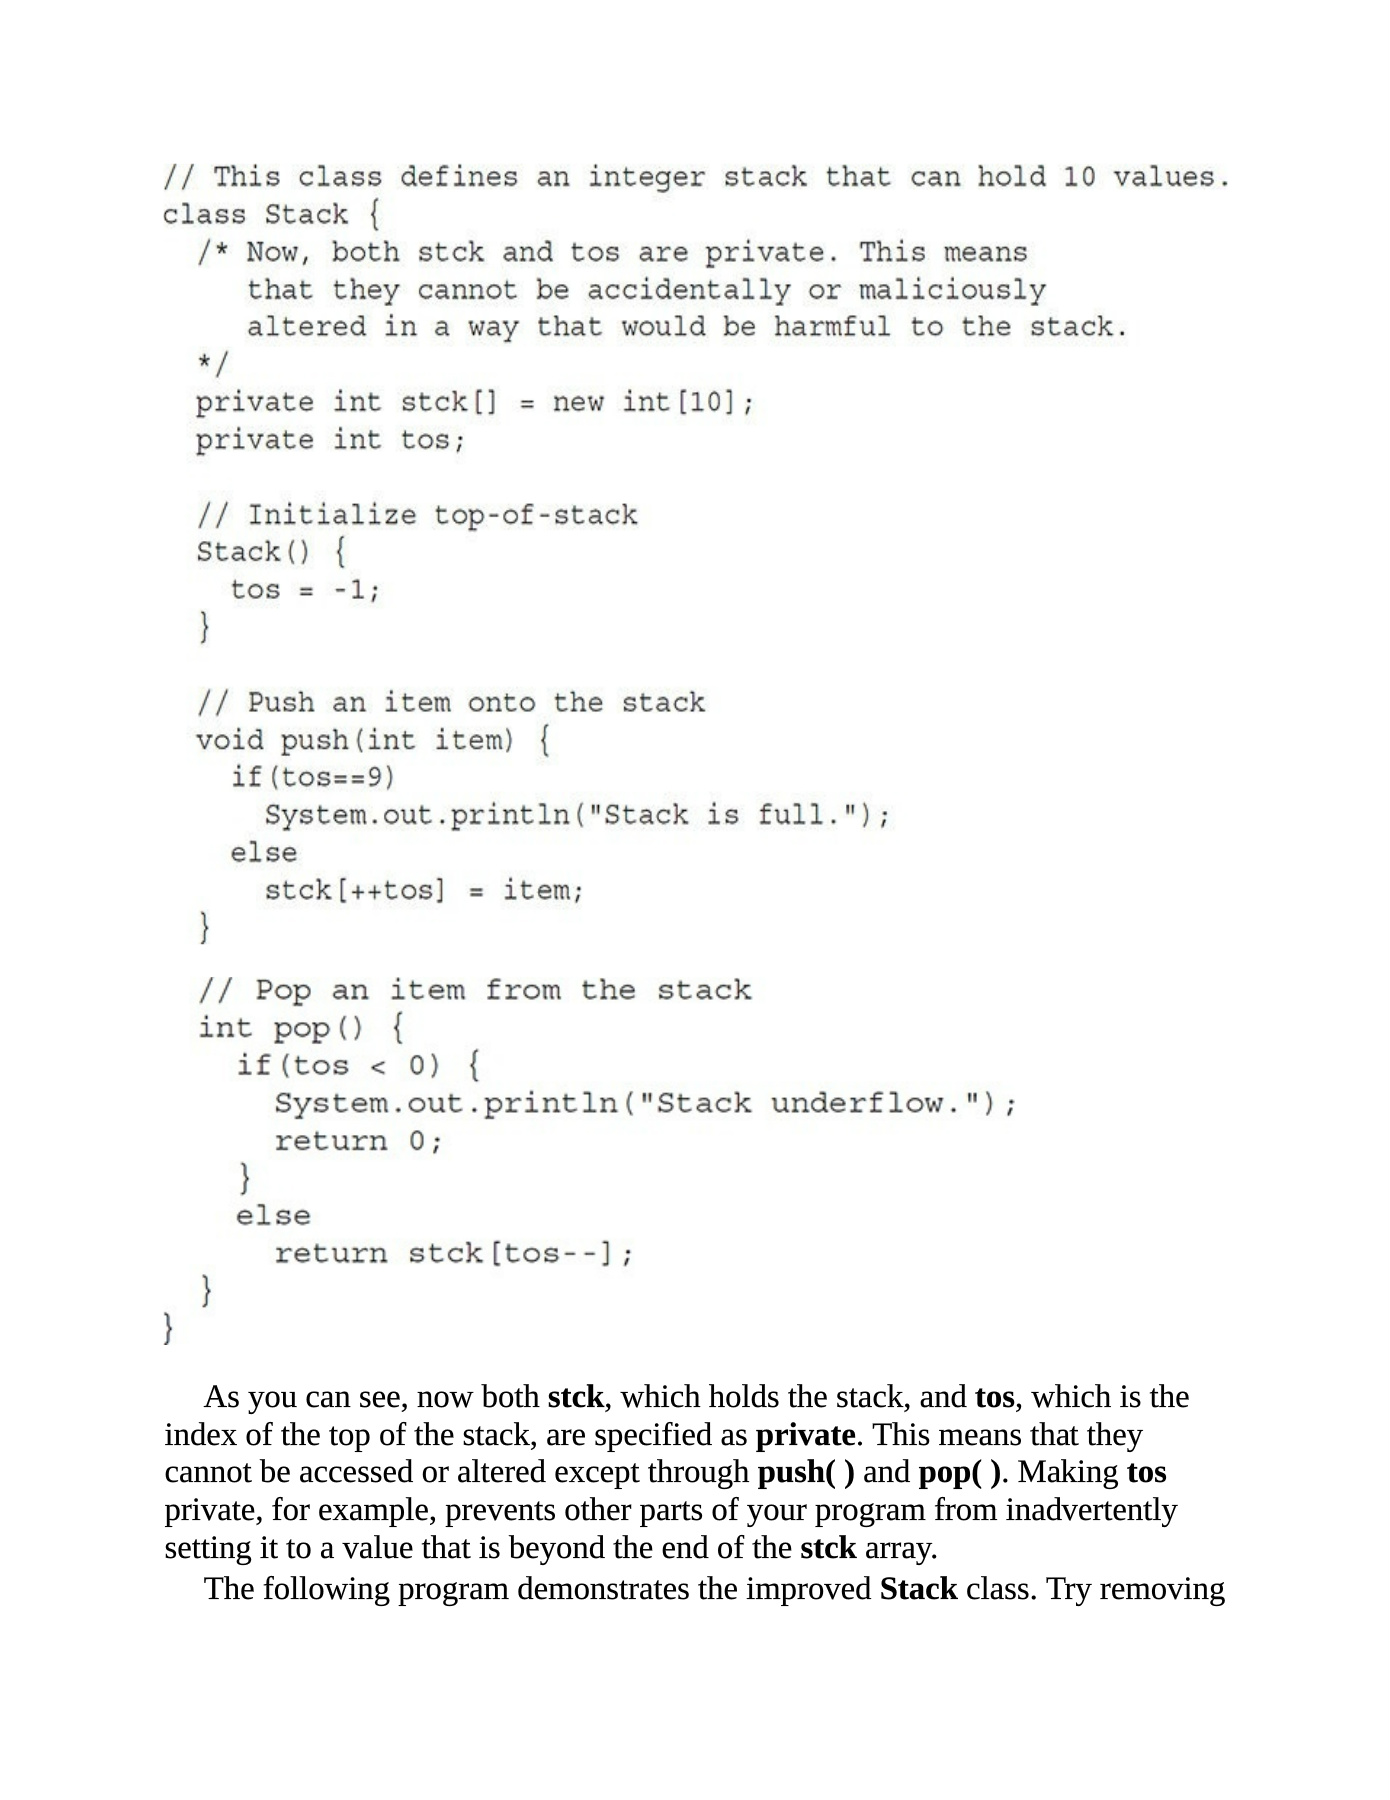 // This class defines an integer stack that can hold 10 values.
class Stack {
  /* Now, both stck and tos are private. This means
     that they cannot be accidentally or maliciously
     altered in a way that would be harmful to the stack.
  */
  private int stck[] = new int[10];
  private int tos;

  // Initialize top-of-stack
  Stack() {
    tos = -1;
  }

  // Push an item onto the stack
  void push(int item) {
    if(tos==9)
      System.out.println("Stack is full.");
    else
      stck[++tos] = item;
  }

  // Pop an item from the stack
  int pop() {
    if(tos < 0) {
      System.out.println("Stack underflow.");
      return 0;
    }
    else
      return stck[tos--];
  }
}
As you can see, now both stck, which holds the stack, and tos, which is the
index of the top of the stack, are specified as private. This means that they
cannot be accessed or altered except through push( ) and pop( ). Making tos
private, for example, prevents other parts of your program from inadvertently
setting it to a value that is beyond the end of the stck array.
The following program demonstrates the improved Stack class. Try removing